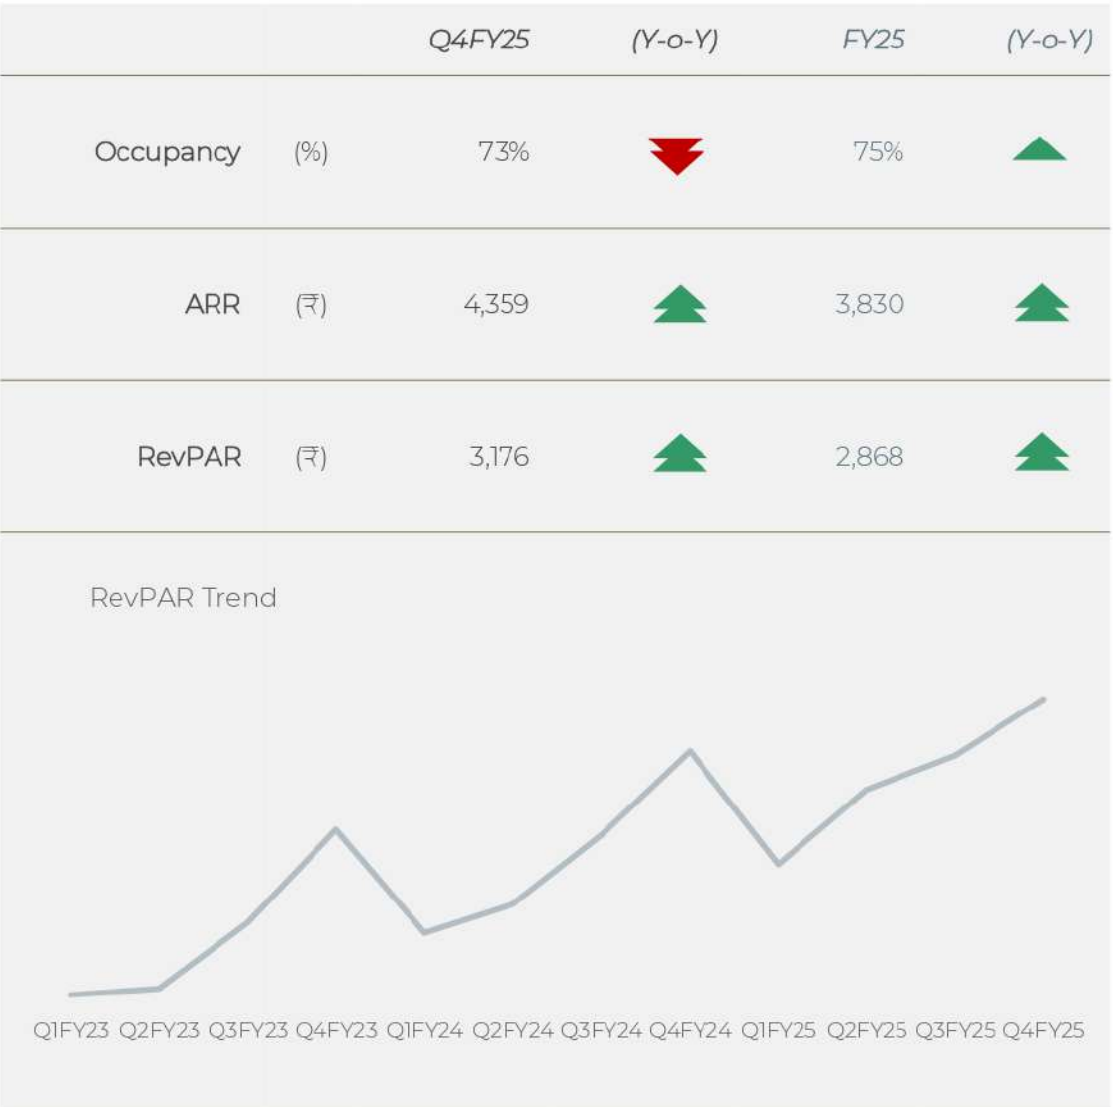 Q4FY25 (Y-o-Y) FY25 (Y-o-Y)
Occupancy (%) 73% 75%
ARR (₹) 4,359 3,830
RevPAR (₹) 3,176 2,868
RevPAR Trend
Q1FY23 Q2FY23 Q3FY23 Q4FY23 Q1FY24 Q2FY24 Q3FY24 Q4FY24 Q1FY25 Q2FY25 Q3FY25 Q4FY25